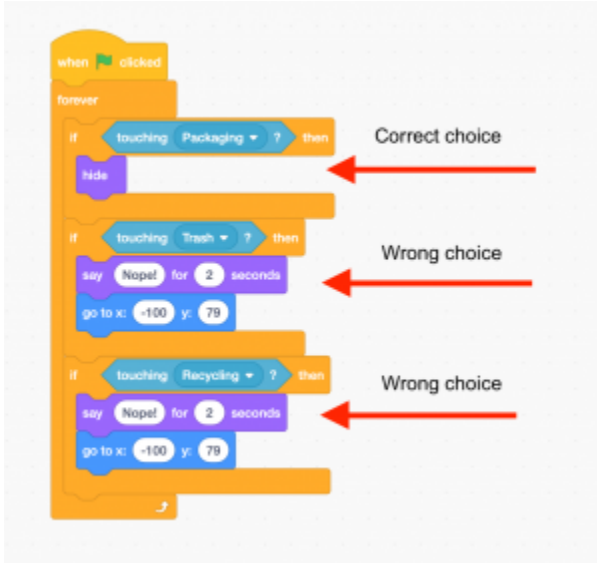 when clicked
forever
if touching Packaging ? then
Correct choice
hide
if touching Trash ? then
Wrong choice
say Nope! for 2 seconds
go to x: -100 y: 79
if touching Recycling ? then
Wrong choice
say Nope! for 2 seconds
go to x: -100 y: 79